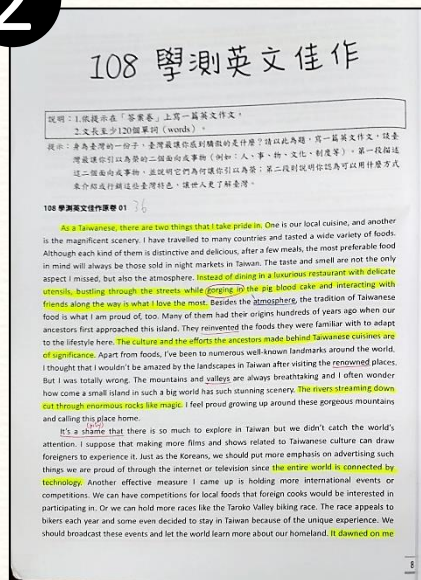 2
108 學測英文佳作
說明：1.依提示在「答案卷」上寫一篇英文作文。
2.文長至少120個單詞（words）。
提示：身為臺灣的一份子，臺灣最讓你感到驕傲的是什麼？請以此為題，寫一篇英文作文，談臺
灣最讓你引以為榮的二個面向或事物（例如：人、事、物、文化、制度等）。第一段描述
這二個面向或事物，並說明它們為何讓你引以為榮；第二段則說明你認為可以用什麼方式
來介紹或行銷這些臺灣特色，讓世人更了解臺灣。
108 學測英文佳作原卷 01 36
As a Taiwanese, there are two things that I take pride in. One is our local cuisine, and another
is the magnificent scenery. I have travelled to many countries and tasted a wide variety of foods.
Although each kind of them is distinctive and delicious, after a few meals, the most preferable food
in mind will always be those sold in night markets in Taiwan. The taste and smell are not the only
aspect I missed, but also the atmosphere. Instead of dining in a luxurious restaurant with delicate
utensils, bustling through the streets while gorging in the pig blood cake and interacting with
friends along the way is what I love the most. Besides the atmosphere, the tradition of Taiwanese
food is what I am proud of, too. Many of them had their origins hundreds of years ago when our
ancestors first approached this island. They reinvented the foods they were familiar with to adapt
to the lifestyle here. The culture and the efforts the ancestors made behind Taiwanese cuisines are
of significance. Apart from foods, I've been to numerous well-known landmarks around the world.
I thought that I wouldn't be amazed by the landscapes in Taiwan after visiting the renowned places.
But I was totally wrong. The mountains and valleys are always breathtaking and I often wonder
how come a small island in such a big world has such stunning scenery. The rivers streaming down
cut through enormous rocks like magic. I feel proud growing up around these gorgeous mountains
and calling this place home.
It's a shame that there is so much to explore in Taiwan but we didn't catch the world's
attention. I suppose that making more films and shows related to Taiwanese culture can draw
foreigners to experience it. Just as the Koreans, we should put more emphasis on advertising such
things we are proud of through the internet or television since the entire world is connected by
technology. Another effective measure I came up is holding more international events or
competitions. We can have competitions for local foods that foreign cooks would be interested in
participating in. Or we can hold more races like the Taroko Valley biking race. The race appeals to
bikers each year and some even decided to stay in Taiwan because of the unique experience. We
should broadcast these events and let the world learn more about our homeland. It dawned on me
8